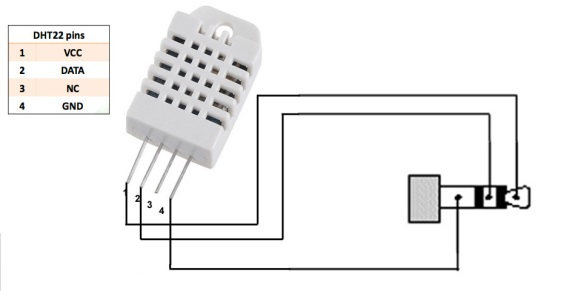 DHT22 pins
1 VCC
2 DATA
3 NC
4 GND
1
2
3
4